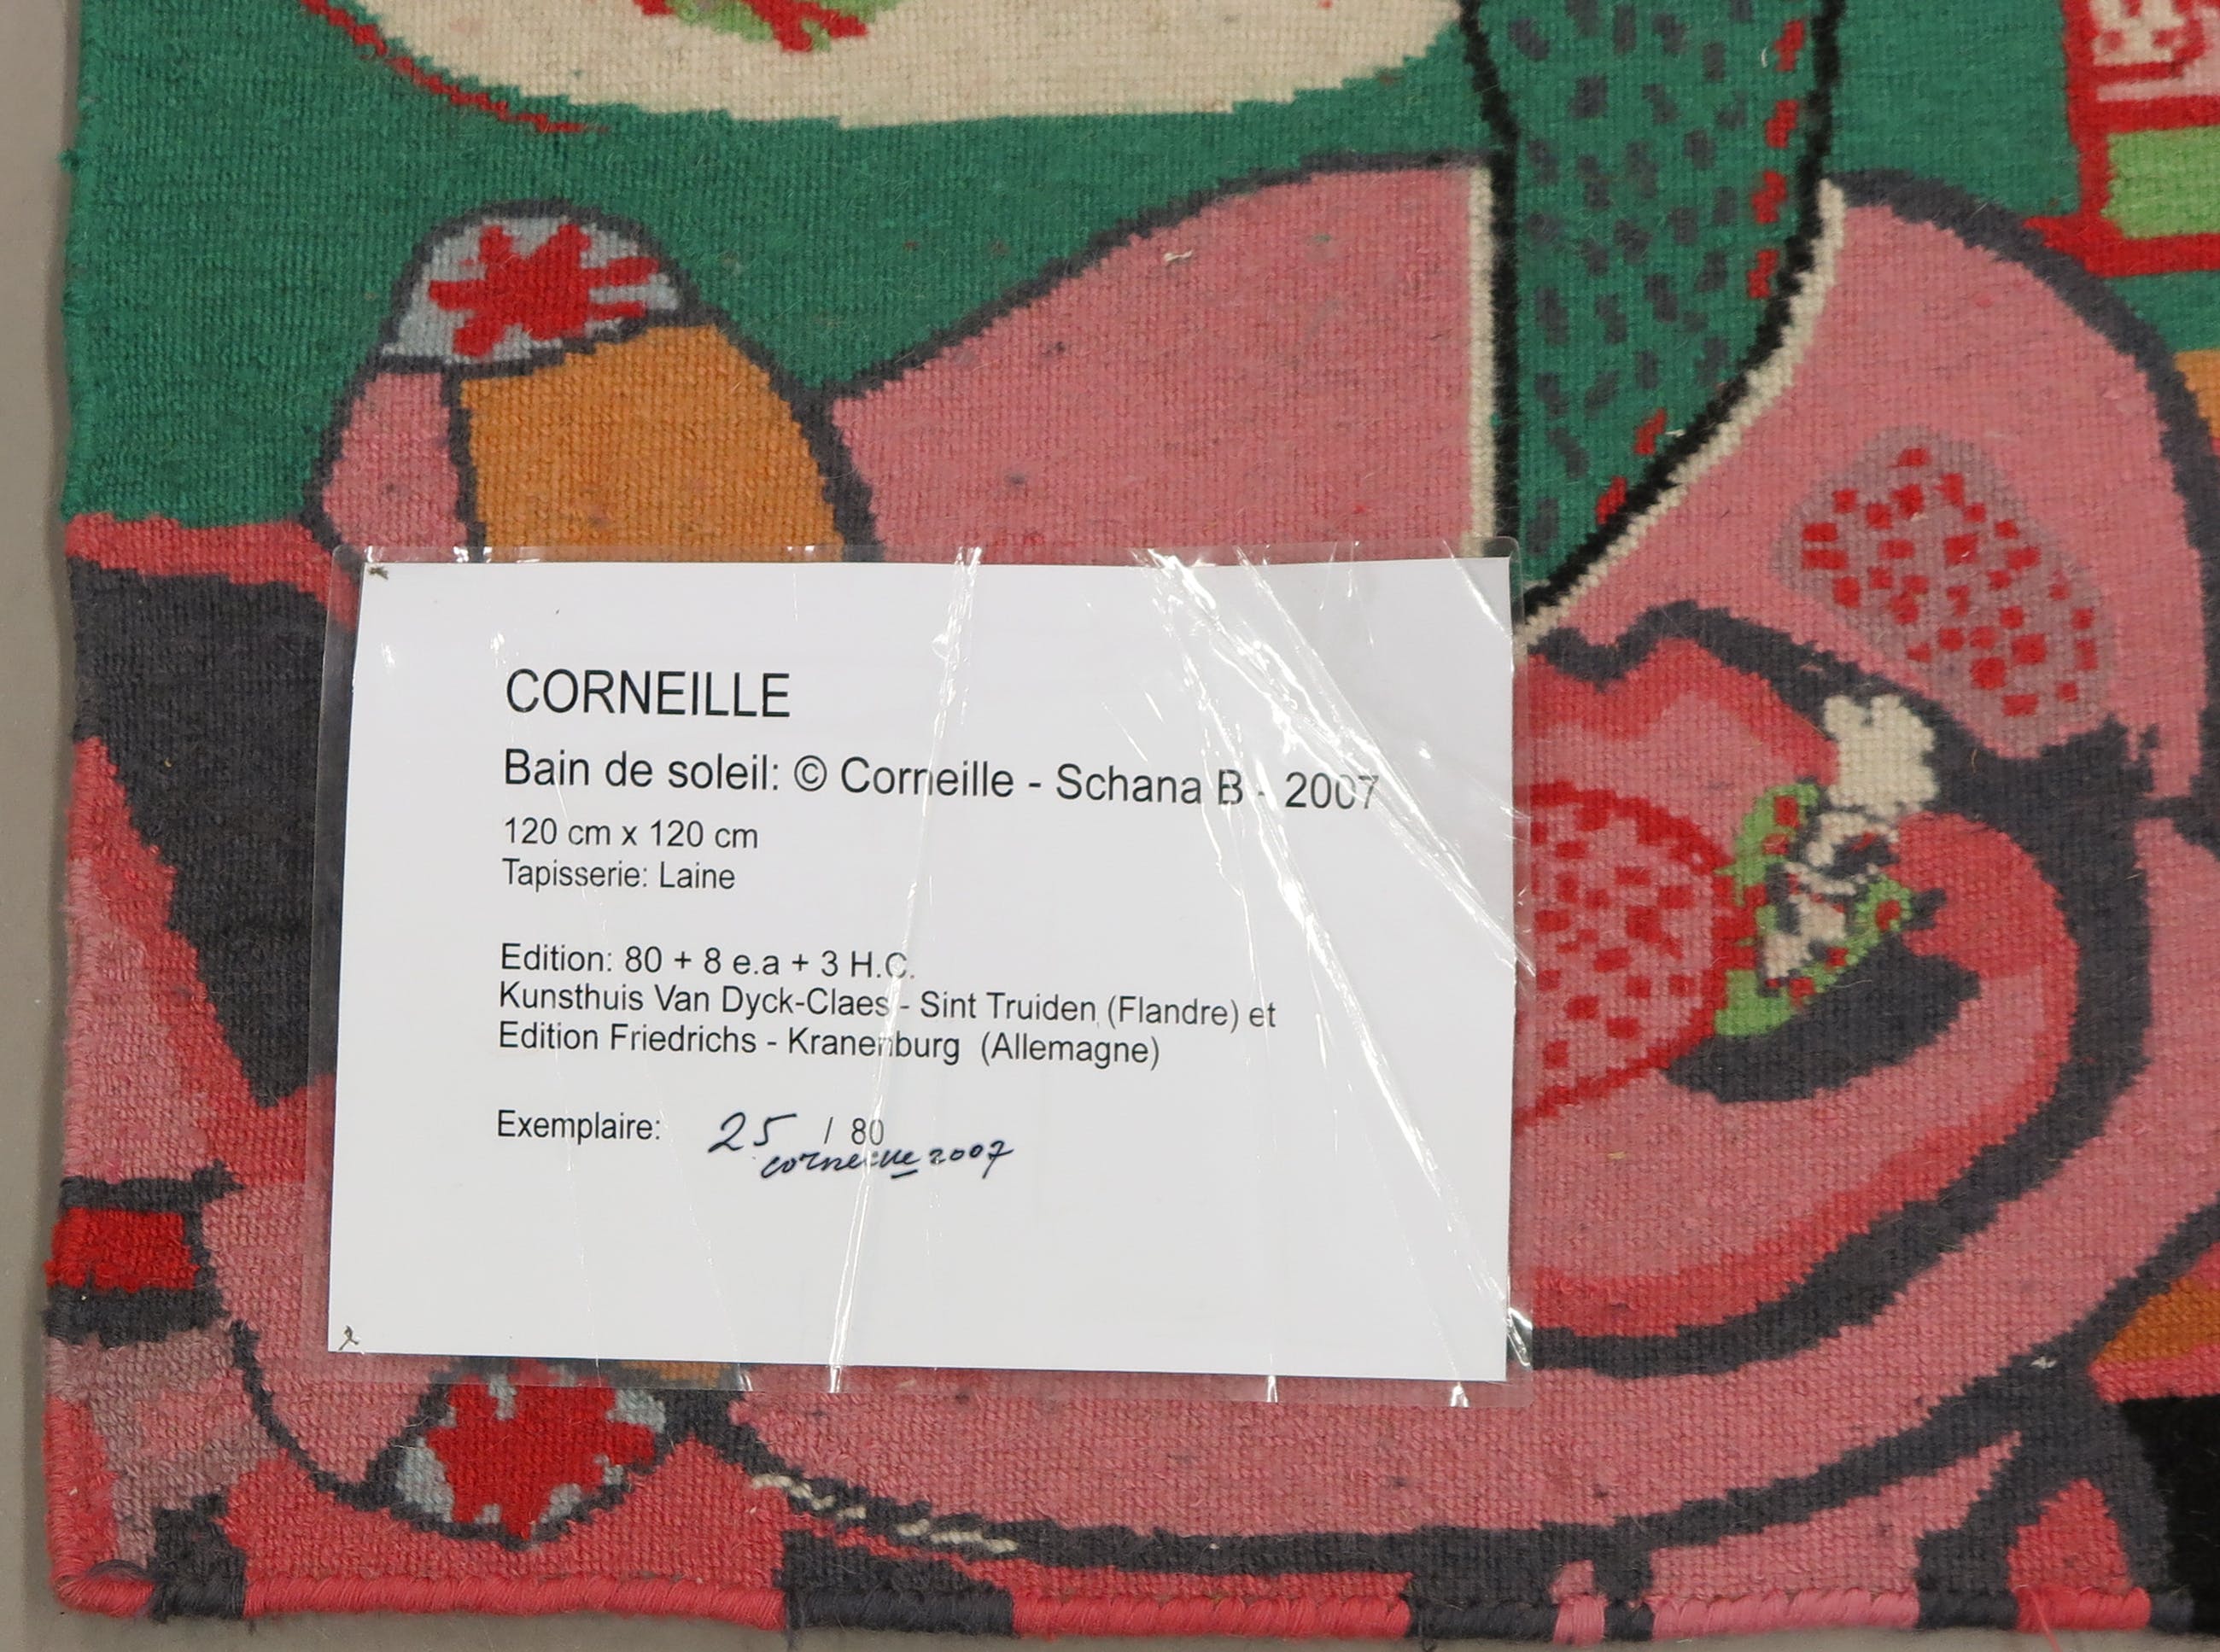 CORNEILLE
Bain de soleil: © Corneille - Schana B - 2007
120 cm x 120 cm
Tapisserie: Laine
Edition: 80 + 8 e.a + 3 H.C.
Kunsthuis Van Dyck-Claes - Sint Truiden (Flandre) et
Edition Friedrichs - Kranenburg (Allemagne)
Exemplaire: 25 / 80
corneille 2007